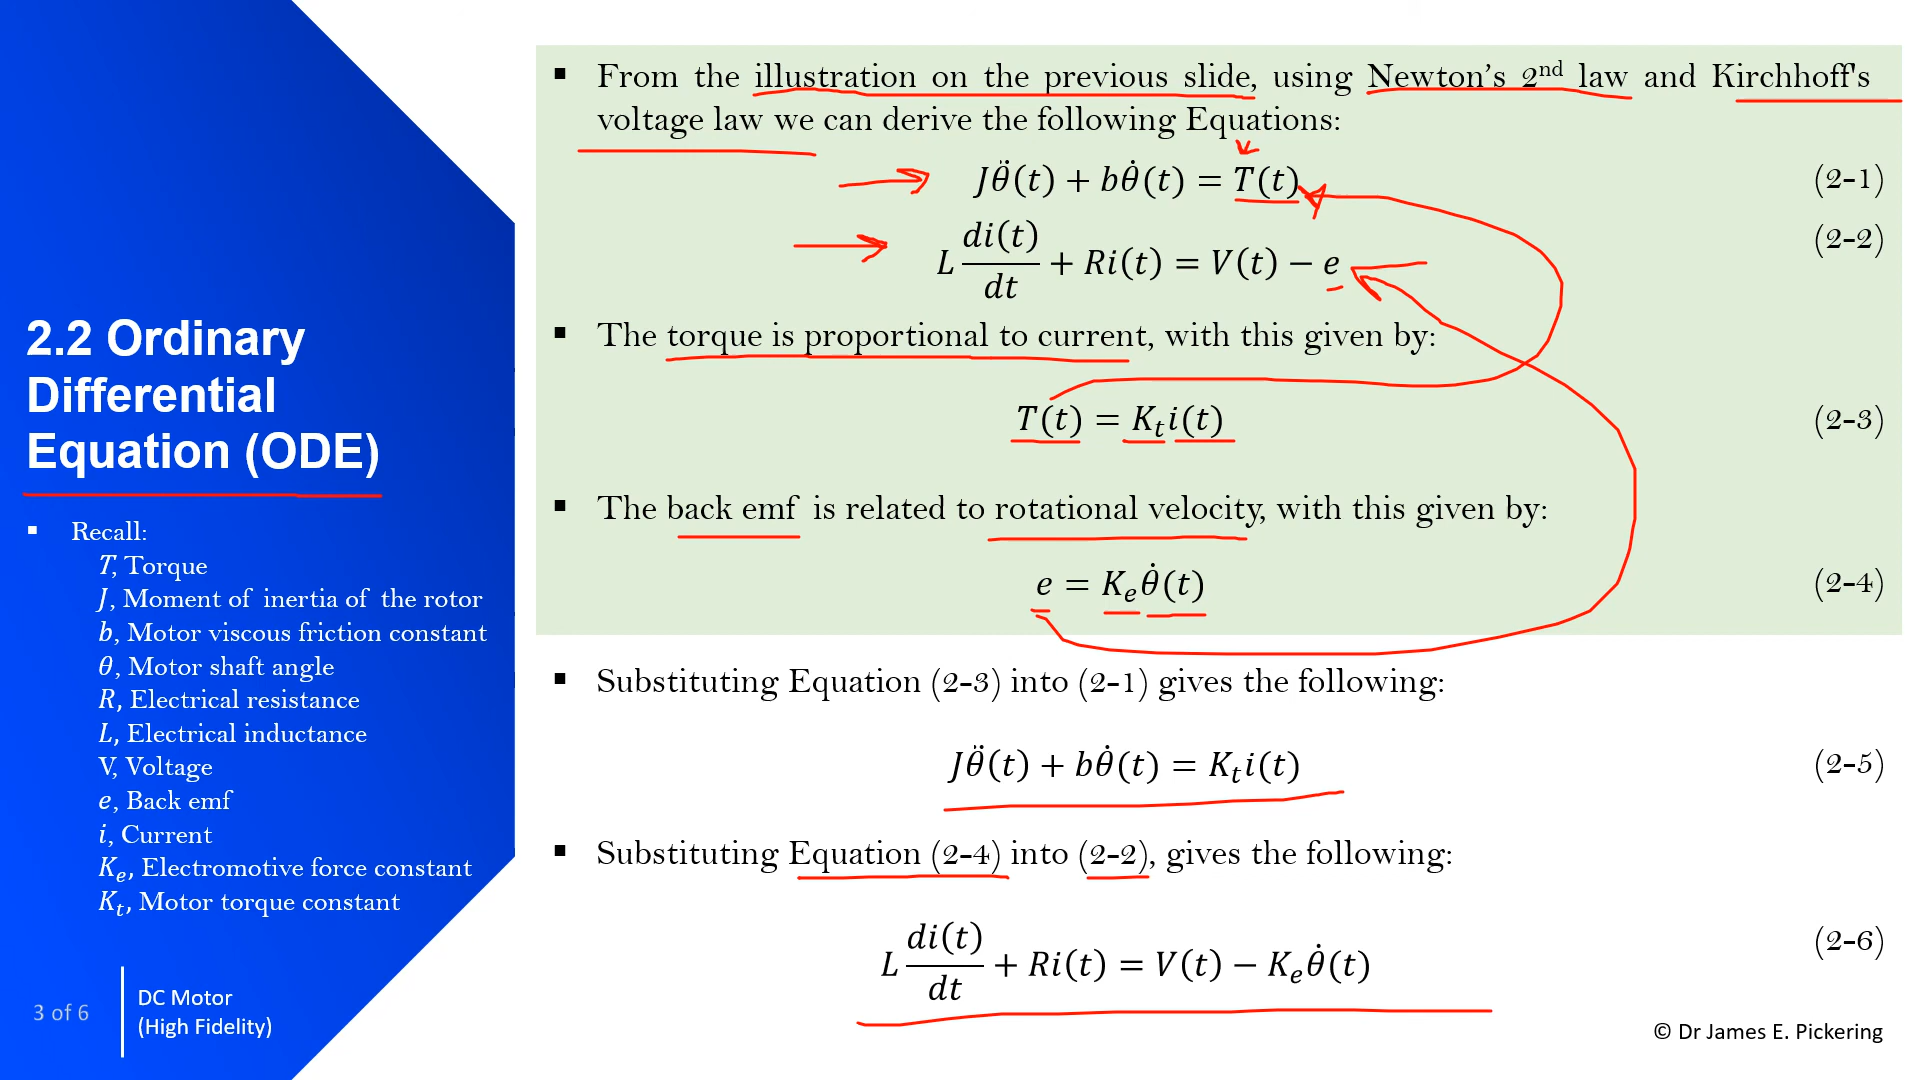 2.2 Ordinary
Differential
Equation (ODE)
▪ Recall:
T, Torque
J, Moment of inertia of the rotor
b, Motor viscous friction constant
θ, Motor shaft angle
R, Electrical resistance
L, Electrical inductance
V, Voltage
e, Back emf
i, Current
Kₑ, Electromotive force constant
Kₜ, Motor torque constant
3 of 6
DC Motor
(High Fidelity)
▪ From the illustration on the previous slide, using Newton’s 2ⁿᵈ law and Kirchhoff's
voltage law we can derive the following Equations:
Jθ̈(t) + bθ̇(t) = T(t) (2-1)
L di(t)/dt + Ri(t) = V(t) − e (2-2)
▪ The torque is proportional to current, with this given by:
T(t) = Kₜi(t) (2-3)
▪ The back emf is related to rotational velocity, with this given by:
e = Kₑθ̇(t) (2-4)
▪ Substituting Equation (2-3) into (2-1) gives the following:
Jθ̈(t) + bθ̇(t) = Kₜi(t) (2-5)
▪ Substituting Equation (2-4) into (2-2), gives the following:
L di(t)/dt + Ri(t) = V(t) − Kₑθ̇(t) (2-6)
© Dr James E. Pickering